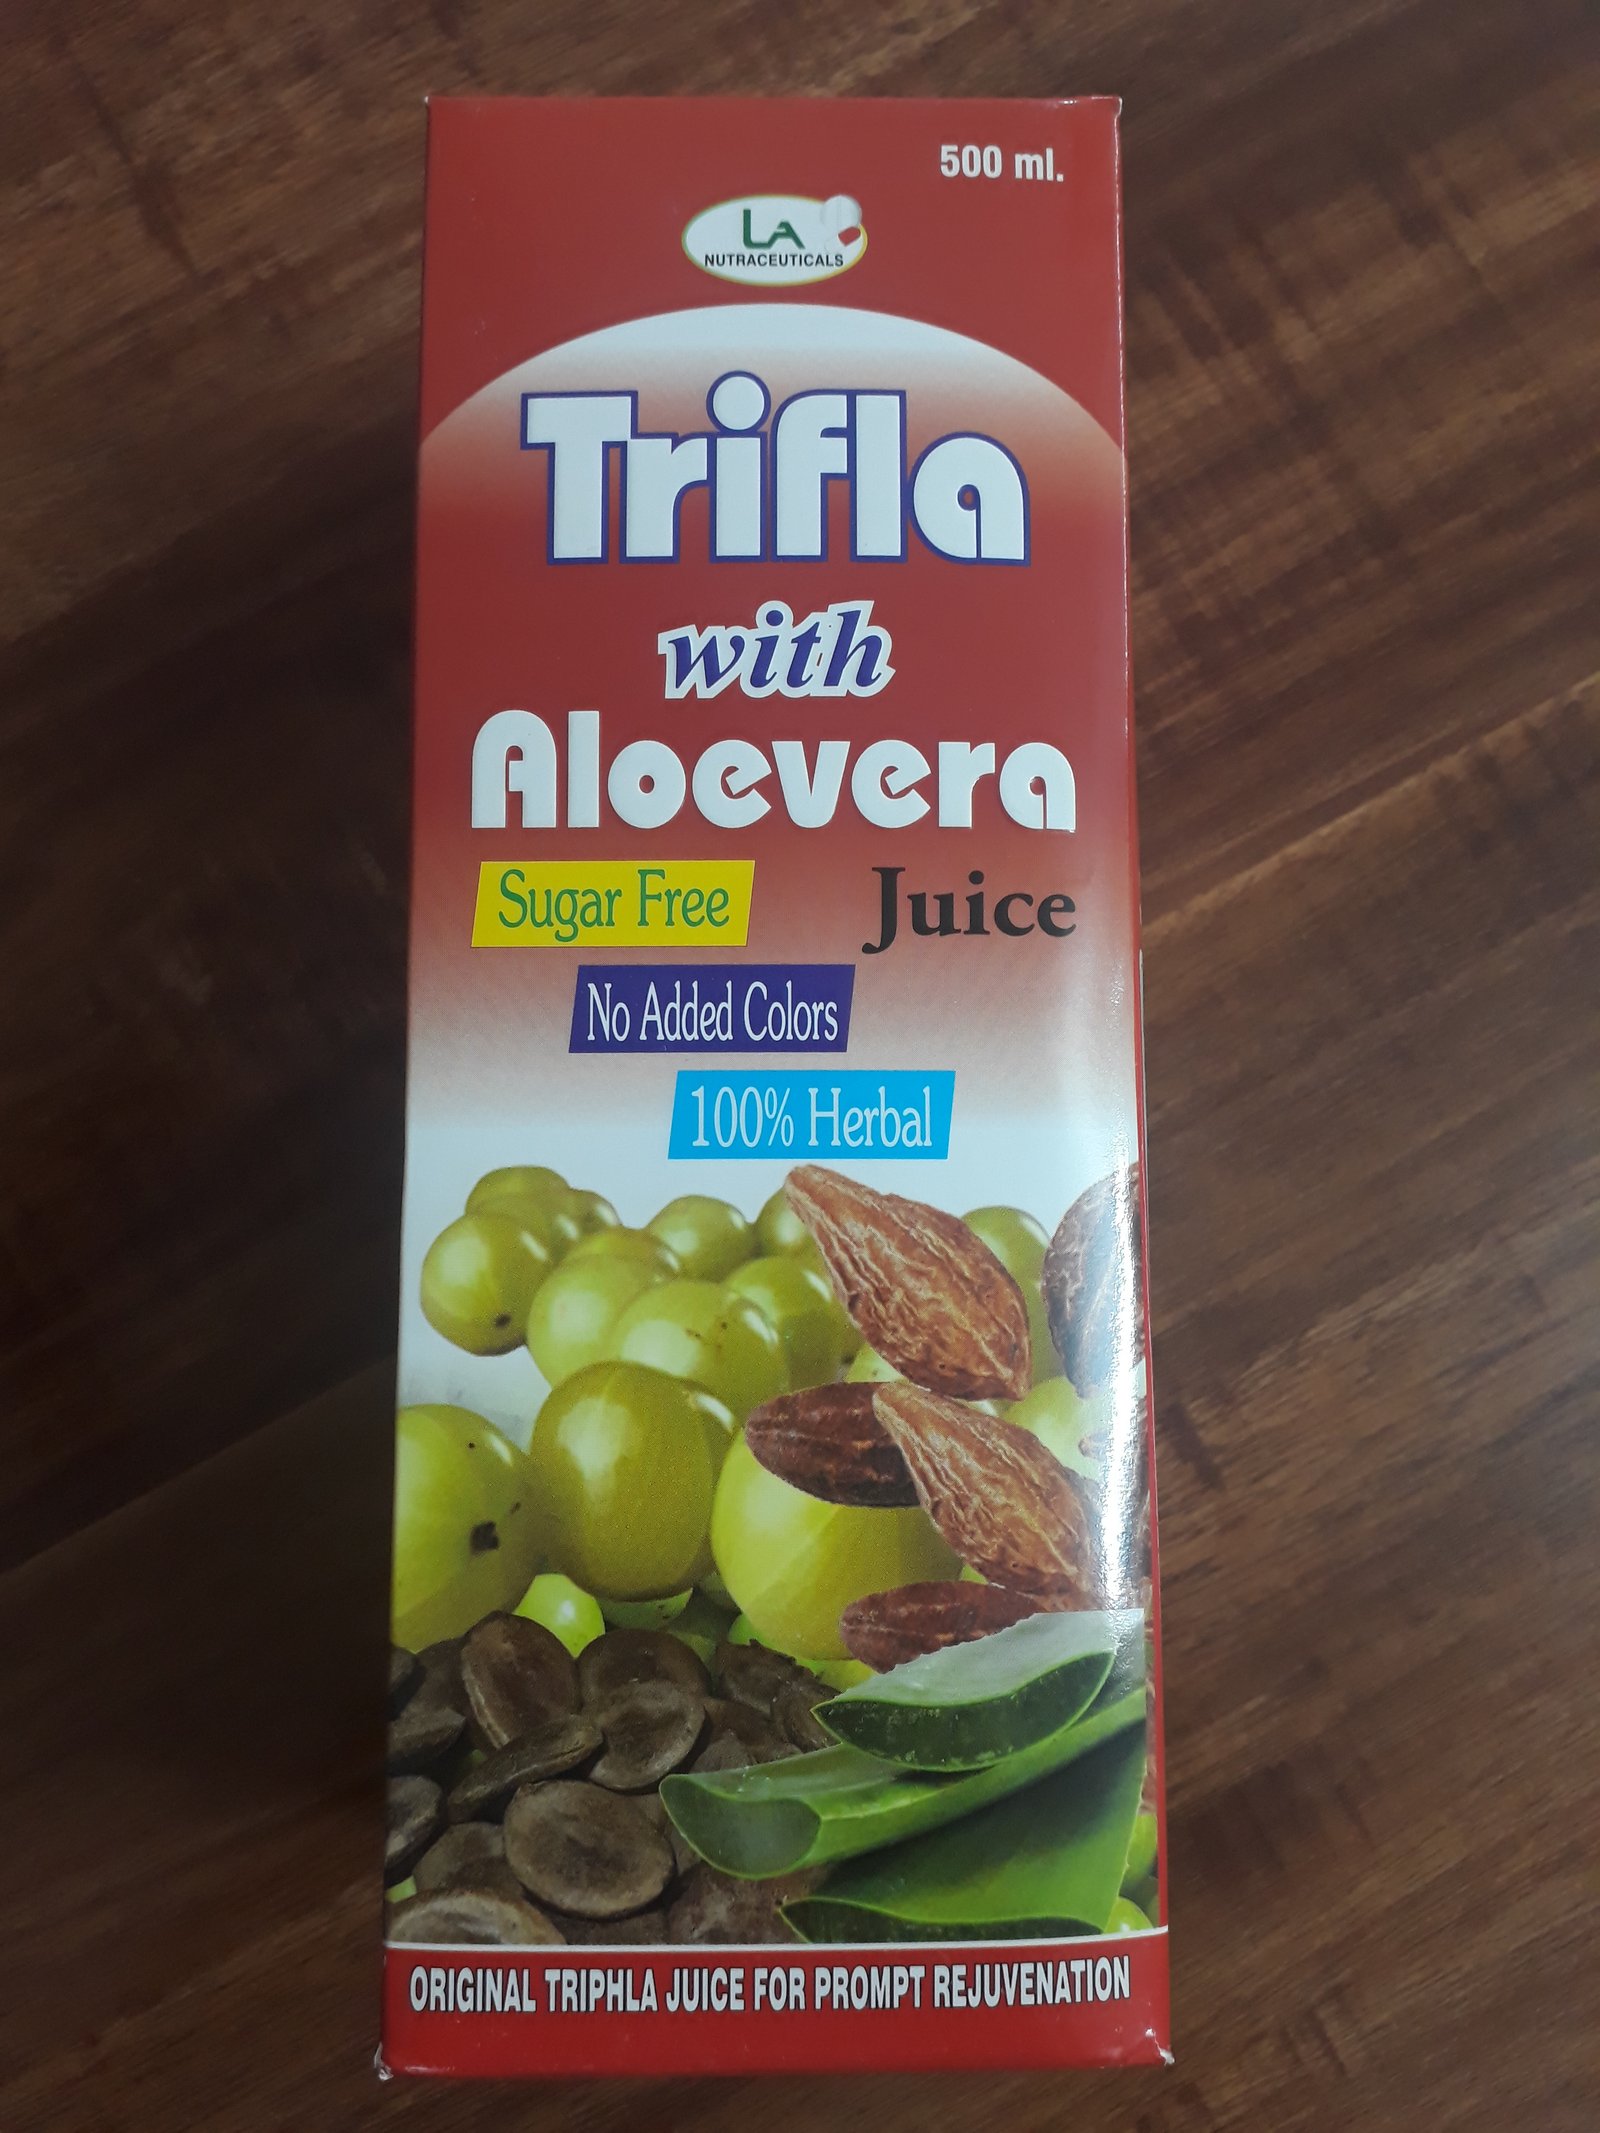 500 ml.
LA
NUTRACEUTICALS
Trifla
with
Aloevera
Sugar Free
Juice
No Added Colors
100% Herbal
ORIGINAL TRIPHLA JUICE FOR PROMPT REJUVENATION